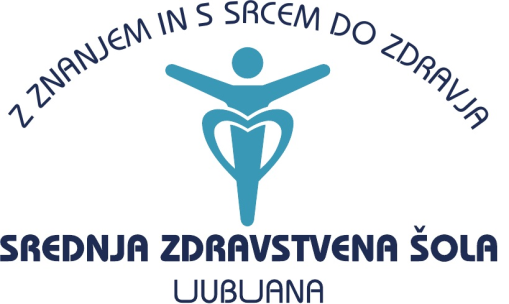 Z ZNANJEM IN S SRCEM DO ZDRAVJA
SREDNJA ZDRAVSTVENA ŠOLA
LJUBLJANA